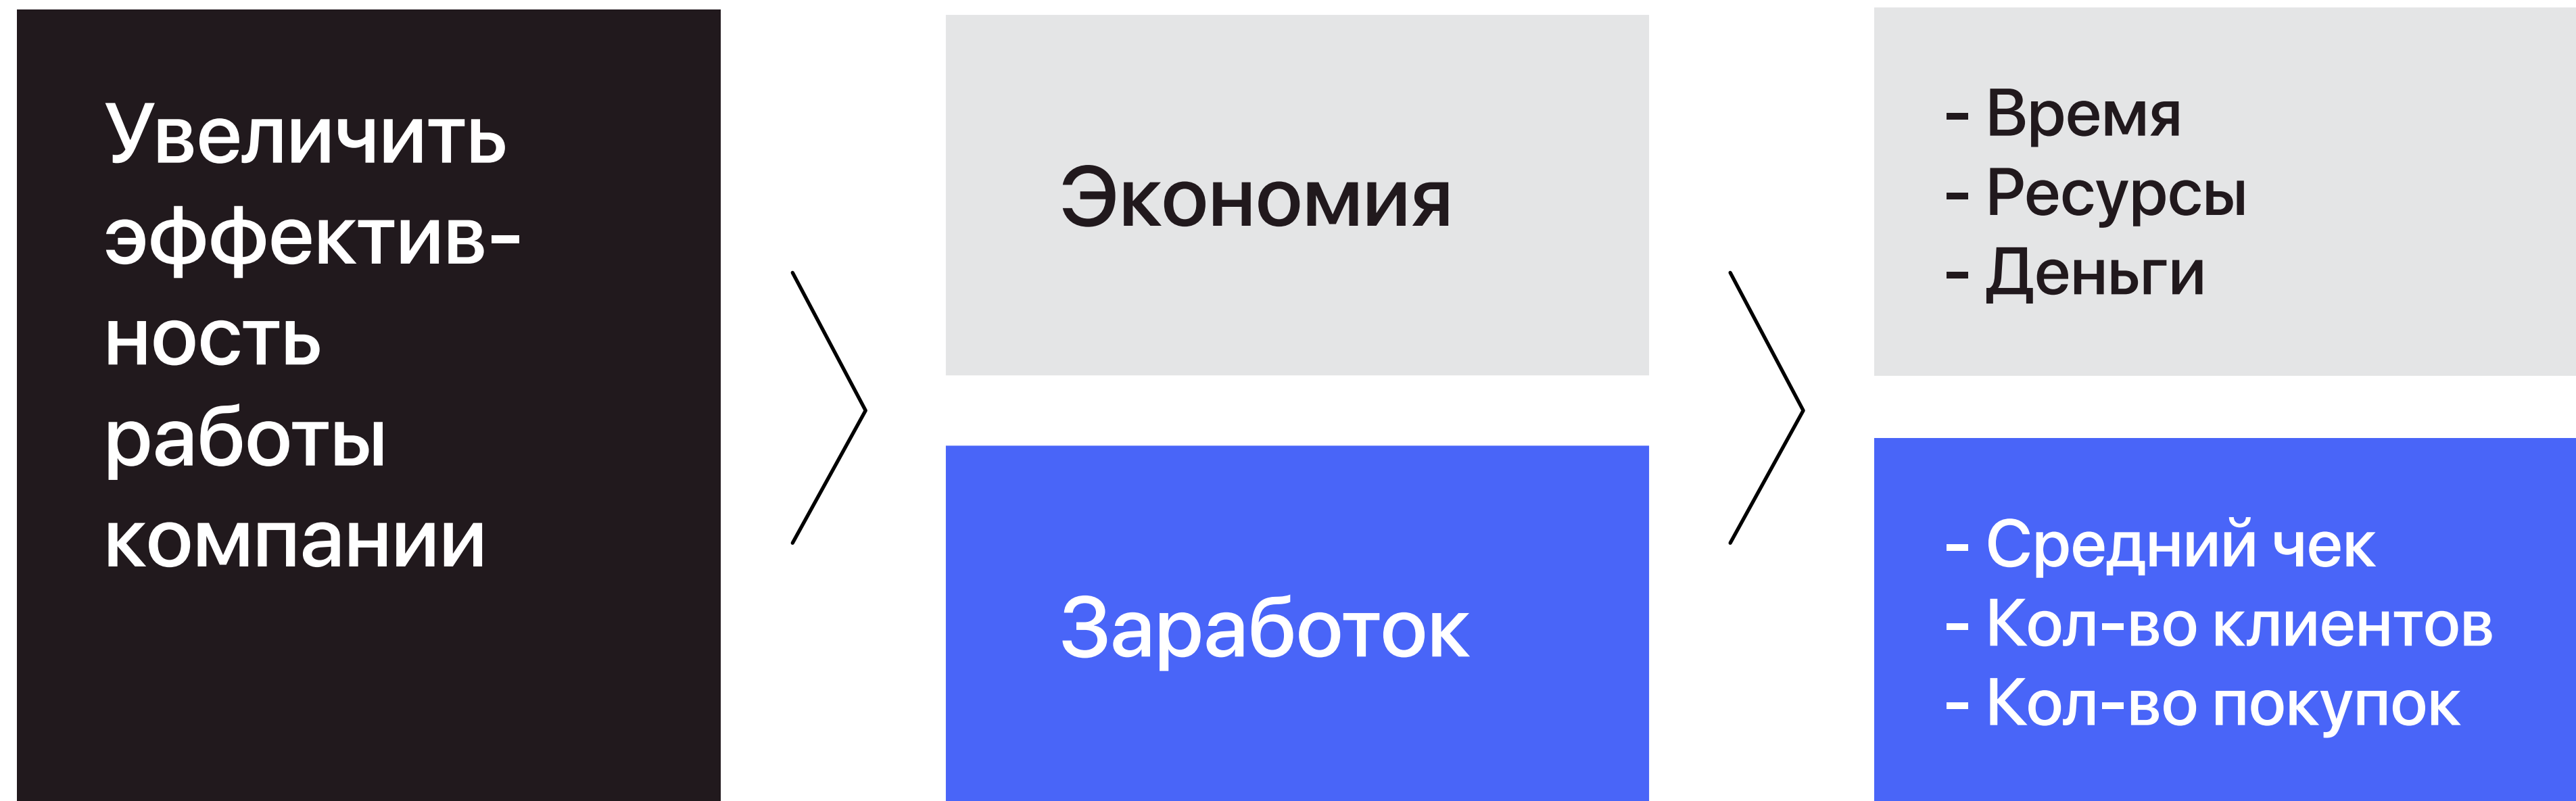 Увеличить
эффектив-
ность
работы
компании
Экономия
Заработок
- Время
- Ресурсы
- Деньги
- Средний чек
- Кол-во клиентов
- Кол-во покупок